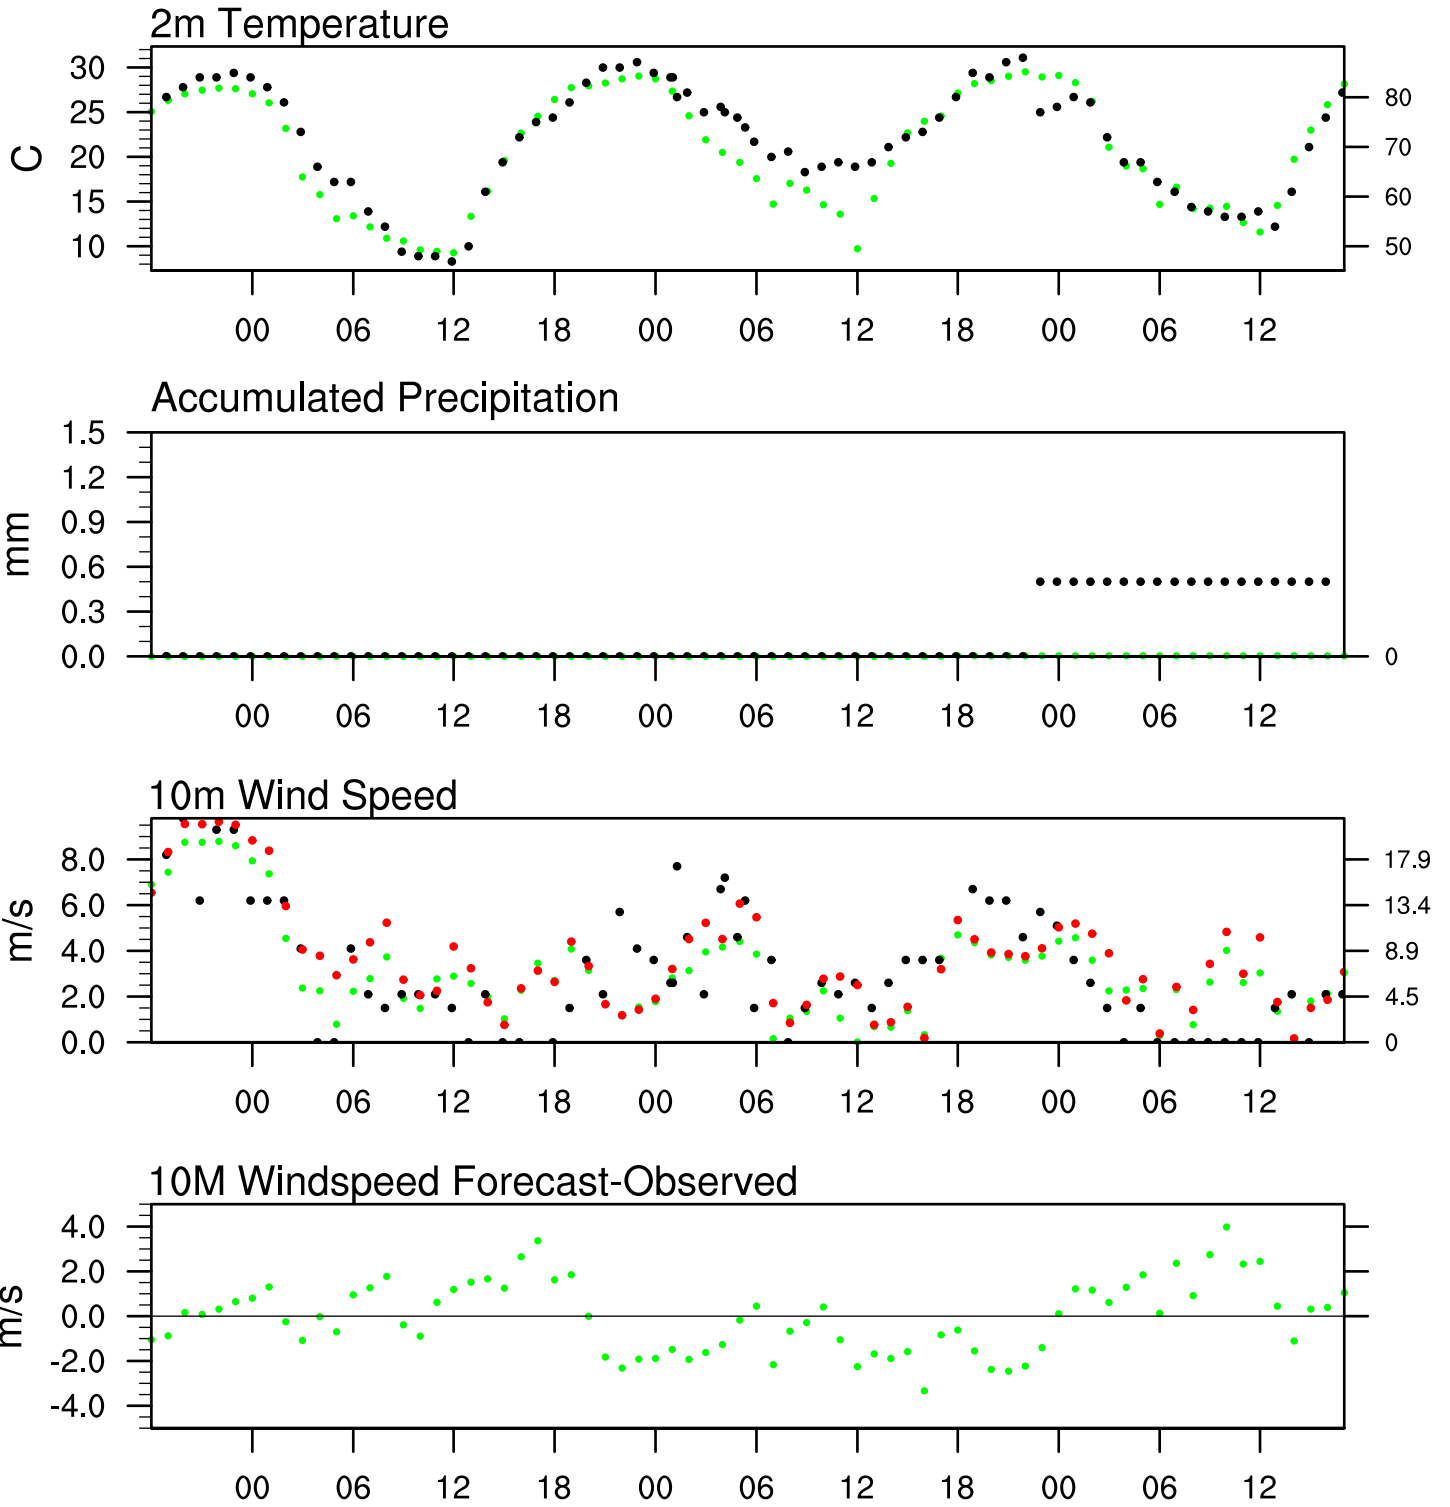 2m Temperature
30
25
20
15
10
C
80
70
60
50
00 06 12 18 00 06 12 18 00 06 12
Accumulated Precipitation
1.5
1.2
0.9
0.6
0.3
0.0
mm
0
00 06 12 18 00 06 12 18 00 06 12
10m Wind Speed
8.0
6.0
4.0
2.0
0.0
m/s
17.9
13.4
8.9
4.5
0
00 06 12 18 00 06 12 18 00 06 12
10M Windspeed Forecast-Observed
4.0
2.0
0.0
-2.0
-4.0
m/s
00 06 12 18 00 06 12 18 00 06 12